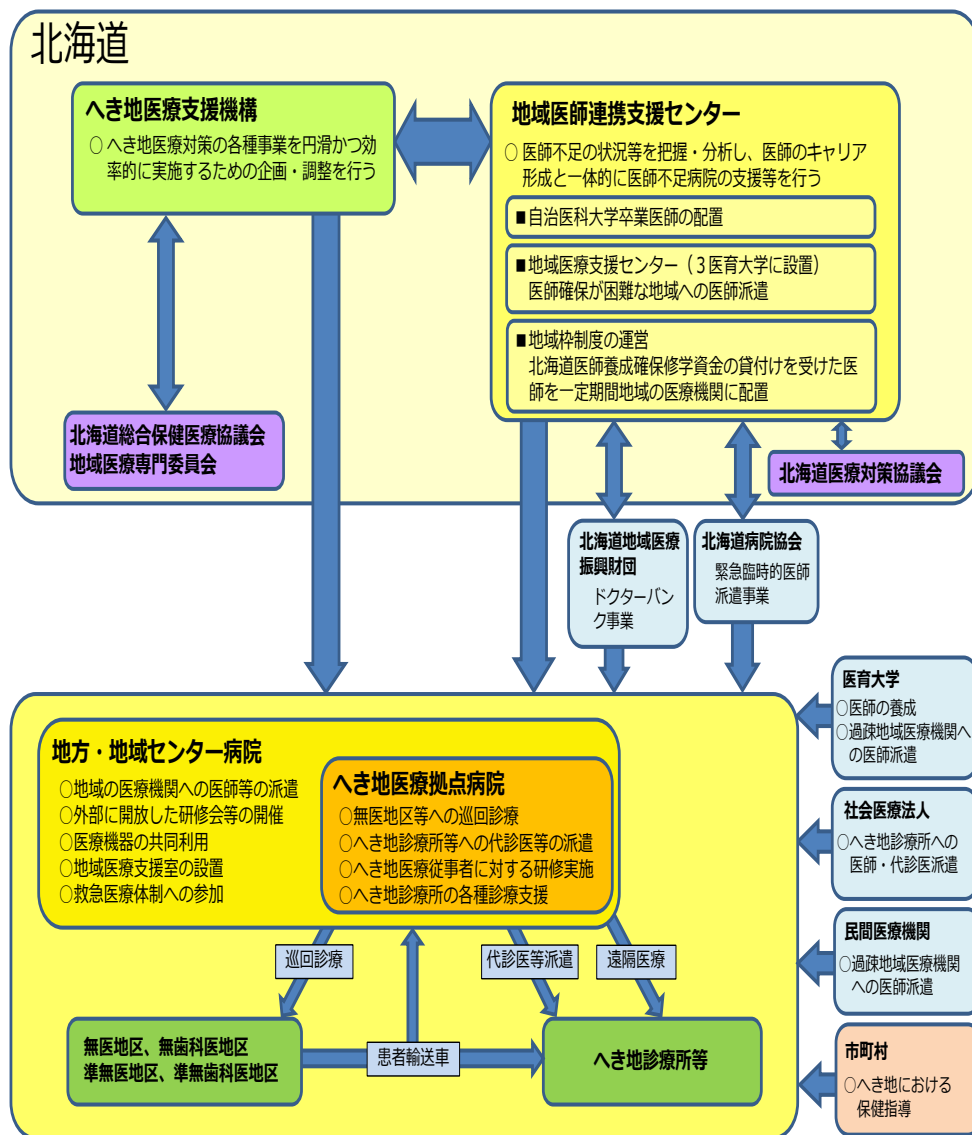 北海道
へき地医療支援機構
○ へき地医療対策の各種事業を円滑かつ効
率的に実施するための企画・調整を行う
地域医師連携支援センター
○ 医師不足の状況等を把握・分析し、医師のキャリア
形成と一体的に医師不足病院の支援等を行う
■自治医科大学卒業医師の配置
■地域医療支援センター（３医育大学に設置）
医師確保が困難な地域への医師派遣
■地域枠制度の運営
北海道医師養成確保修学資金の貸付けを受けた医
師を一定期間地域の医療機関に配置
北海道総合保健医療協議会
地域医療専門委員会
北海道医療対策協議会
北海道地域医療
振興財団
ドクターバン
ク事業
北海道病院協会
緊急臨時的医師
派遣事業
医育大学
○医師の養成
○過疎地域医療機関へ
の医師派遣
社会医療法人
○へき地診療所への
医師・代診医派遣
民間医療機関
○過疎地域医療機関
への医師派遣
市町村
○へき地における
保健指導
地方・地域センター病院
○地域の医療機関への医師等の派遣
○外部に開放した研修会等の開催
○医療機器の共同利用
○地域医療支援室の設置
○救急医療体制への参加
へき地医療拠点病院
○無医地区等への巡回診療
○へき地診療所等への代診医等の派遣
○へき地医療従事者に対する研修実施
○へき地診療所の各種診療支援
巡回診療
代診医等派遣
遠隔医療
無医地区、無歯科医地区
準無医地区、準無歯科医地区
患者輸送車
へき地診療所等